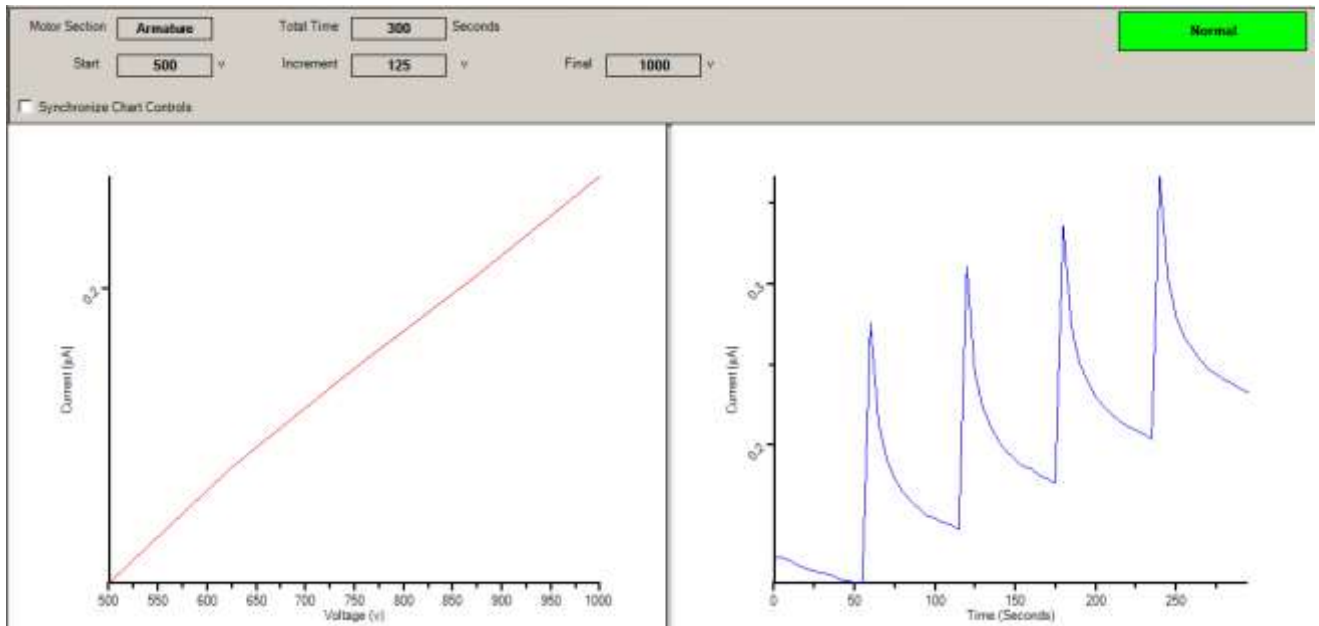 Motor Section Armature Total Time 300 Seconds Normal
Start 500 v Increment 125 v Final 1000 v
Synchronize Chart Controls
Current (µA)
0,2
500 550 600 650 700 750 800 850 900 950 1000
Voltage (v)
Current (µA)
0,3
0,2
0 50 100 150 200 250
Time (Seconds)